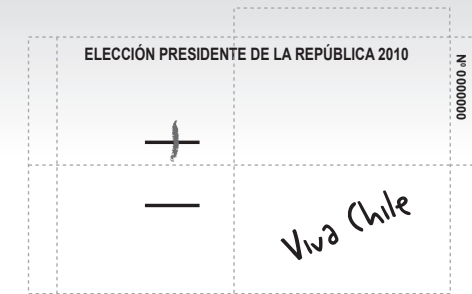 ELECCIÓN PRESIDENTE DE LA REPÚBLICA 2010
Nº 0000000
Viva Chile